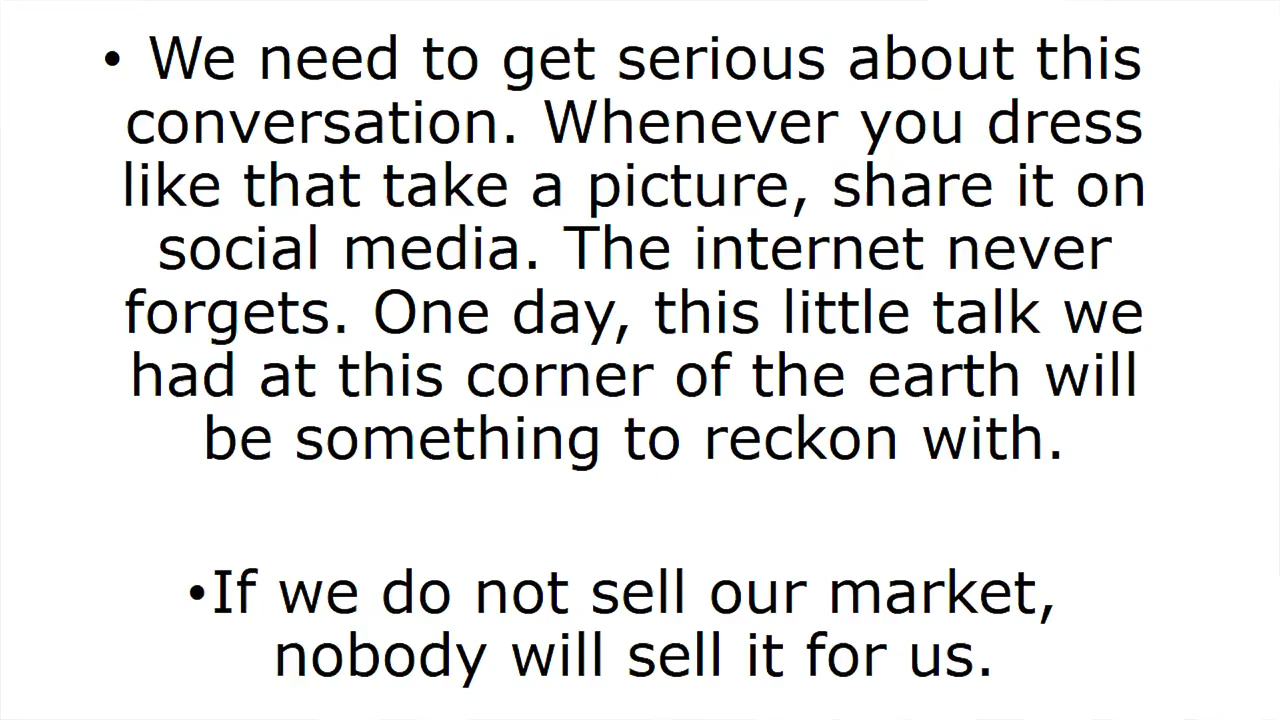 • We need to get serious about this
conversation. Whenever you dress
like that take a picture, share it on
social media. The internet never
forgets. One day, this little talk we
had at this corner of the earth will
be something to reckon with.
•If we do not sell our market,
nobody will sell it for us.